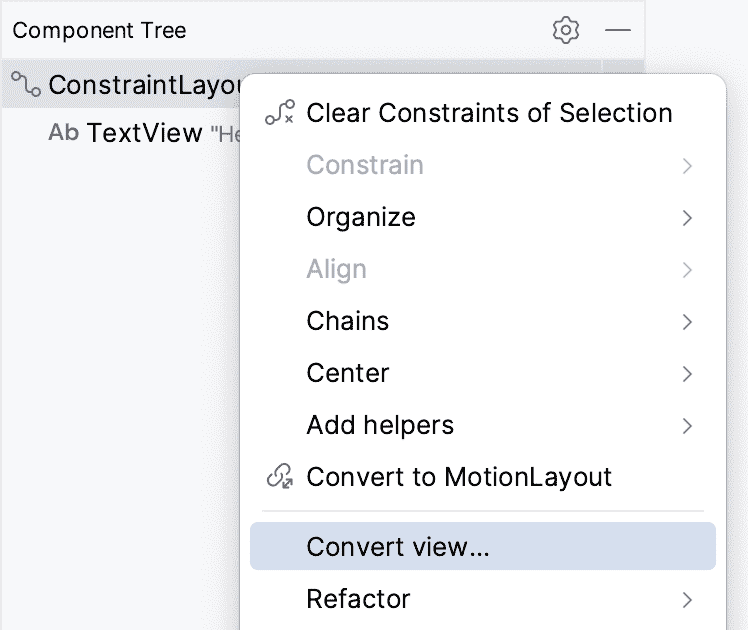 Component Tree
ConstraintLayou
Ab TextView "He
Clear Constraints of Selection
Constrain
Organize
Align
Chains
Center
Add helpers
Convert to MotionLayout
Convert view...
Refactor